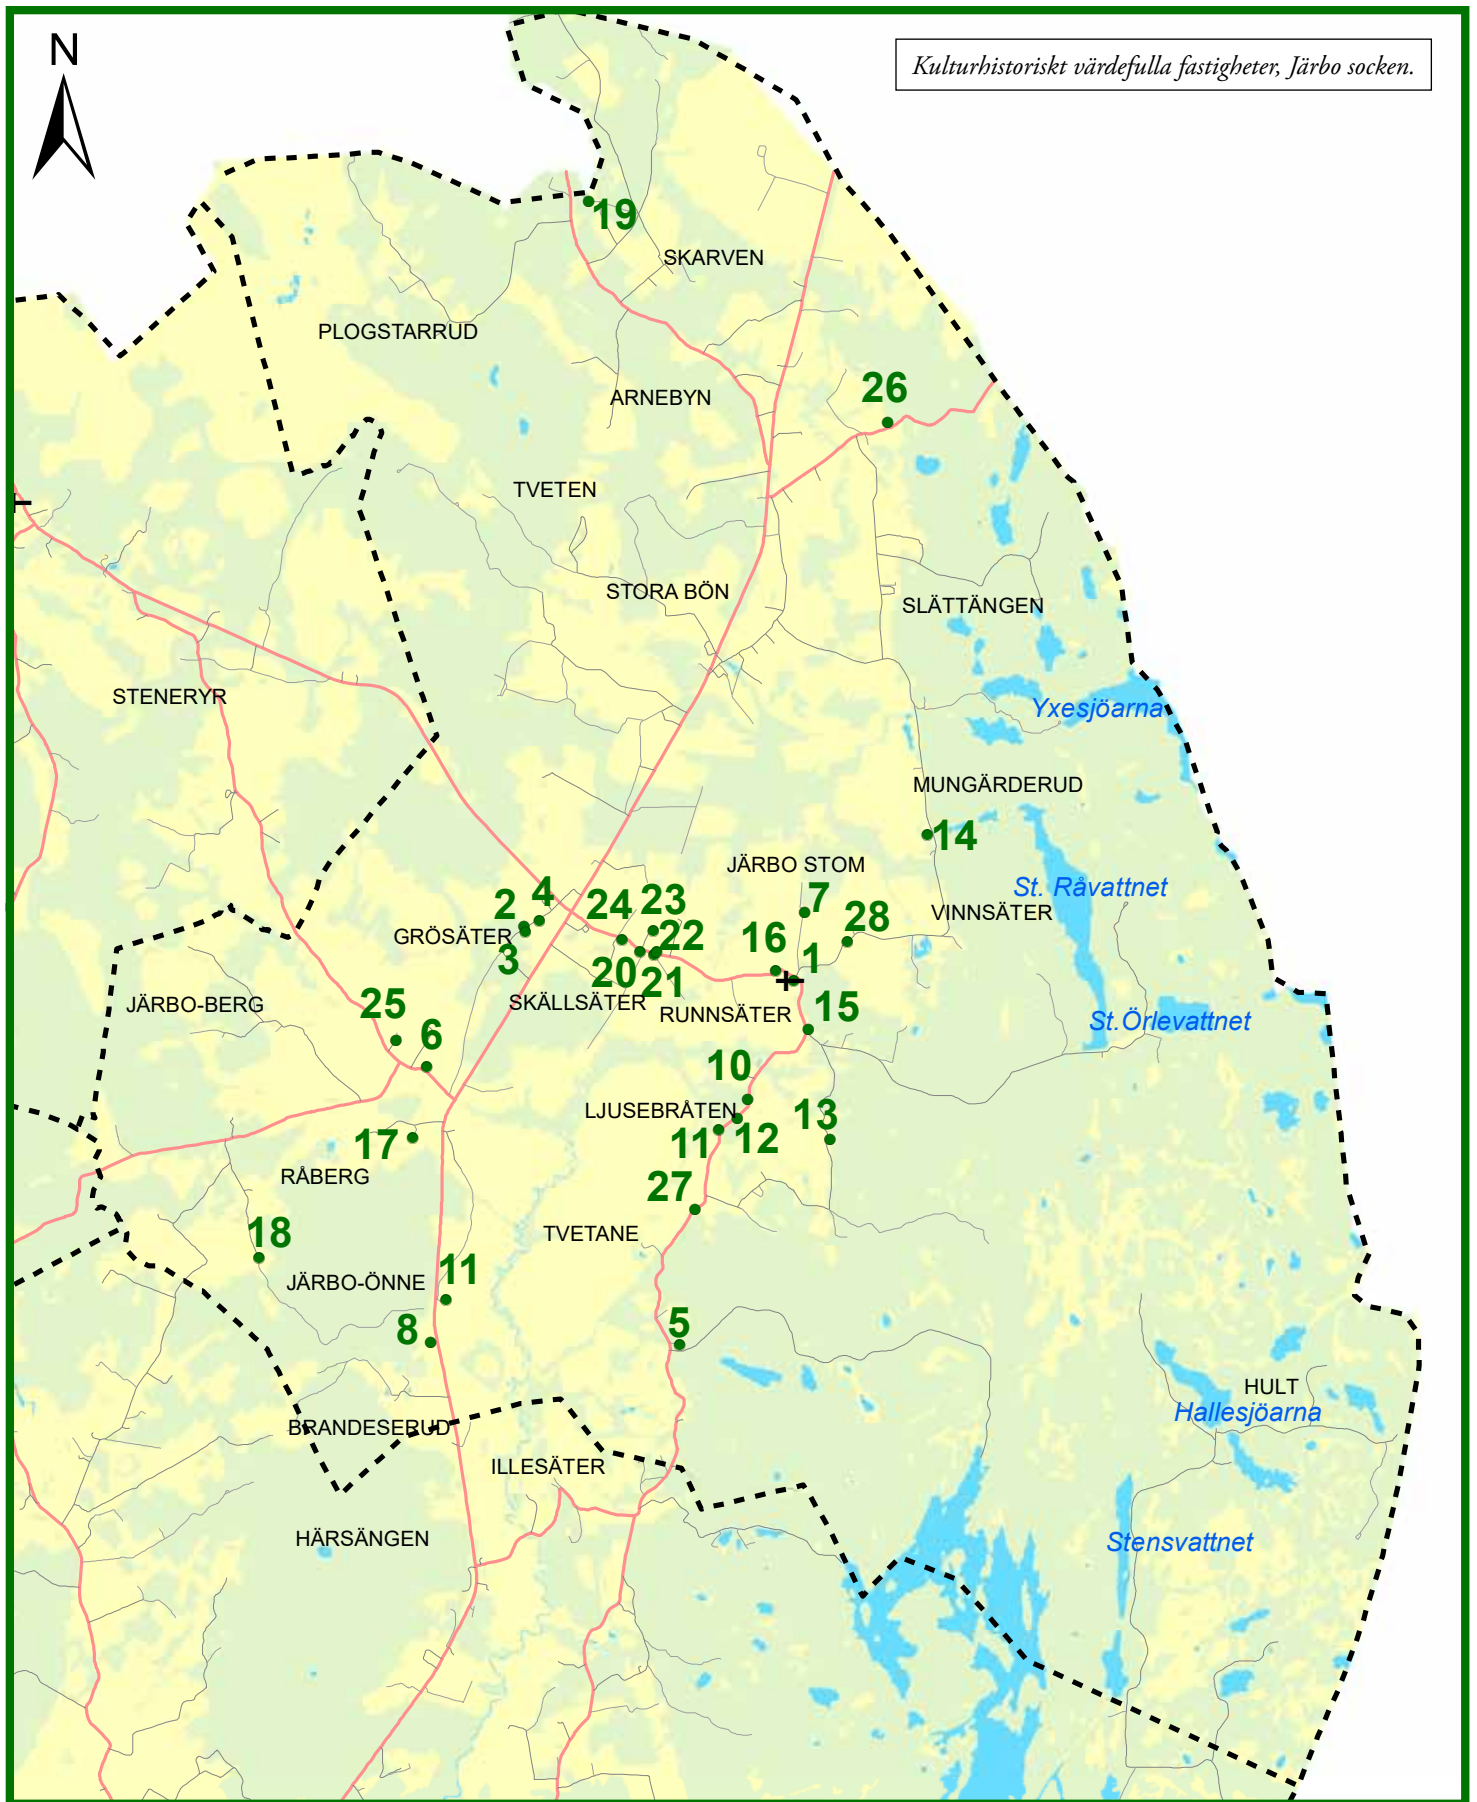 N
Kulturhistoriskt värdefulla fastigheter, Järbo socken.
19
SKARVEN
PLOGSTARRUD
26
ARNEBYN
TVETEN
STORA BÖN
SLÄTTÄNGEN
STENERYR
Yxesjöarna
MUNGÄRDERUD
14
JÄRBO STOM
St. Råvattnet
2
4
24
23
7
28
VINNSÄTER
GRÖSÄTER
3
22
16
1
20
21
JÄRBO-BERG
SKÄLLSÄTER
RUNNSÄTER
25
15
St.Örlevattnet
6
10
LJUSEBRÅTEN
13
17
11
12
RÅBERG
27
18
TVETANE
JÄRBO-ÖNNE
11
8
5
HULT
Hallesjöarna
BRANDESERUD
ILLESÄTER
HÄRSÄNGEN
Stensvattnet